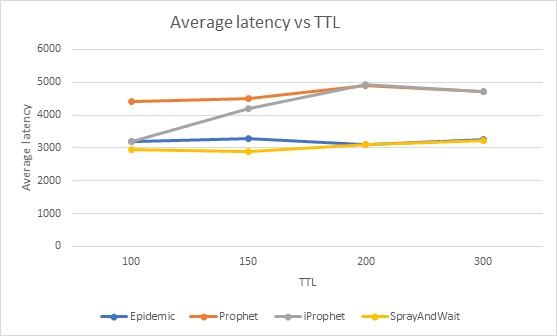 Average latency vs TTL
6000
5000
4000
3000
2000
1000
0
Average latency
100 150 200 300
TTL
Epidemic Prophet iProphet SprayAndWait